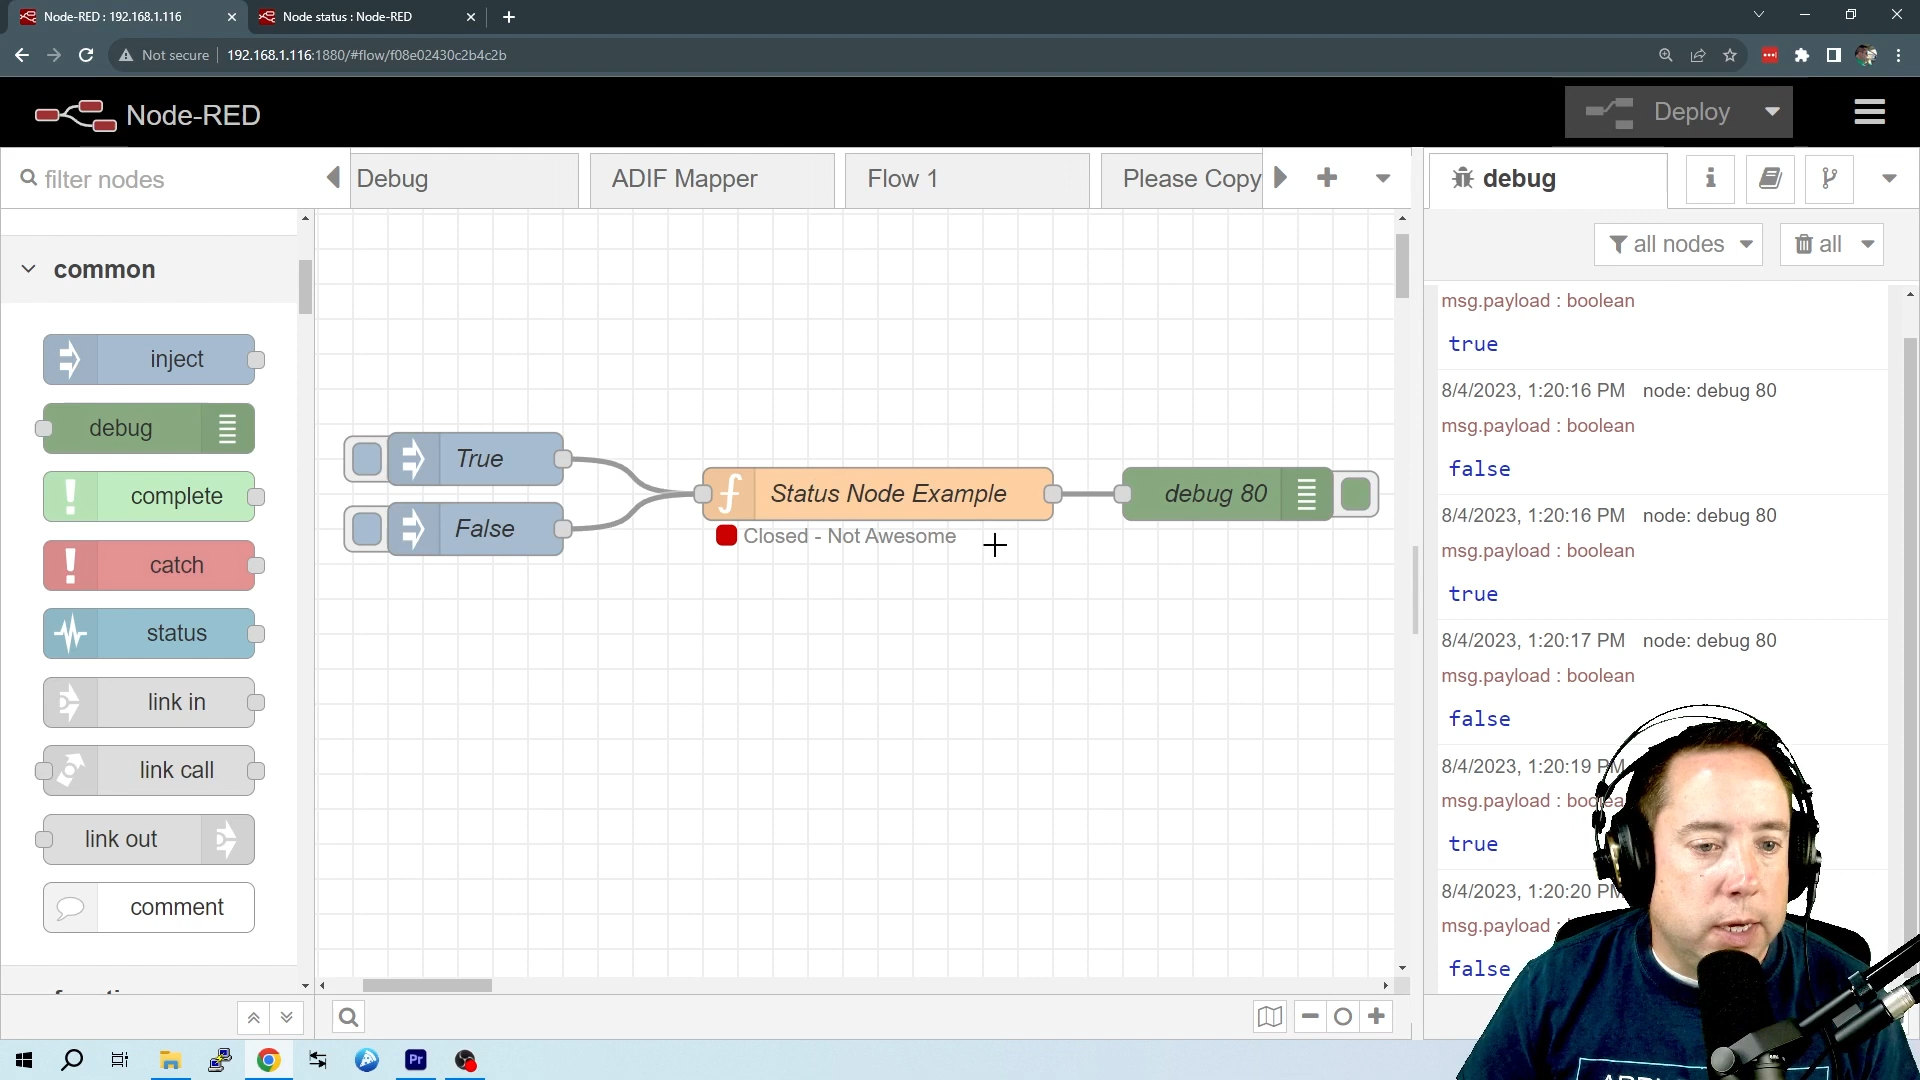 Node-RED : 192.168.1.116
Node status : Node-RED
Not secure
192.168.1.116:1880/#flow/f08e02430c2b4c2b
Node-RED
Deploy
filter nodes
Debug
ADIF Mapper
Flow 1
Please Copy
debug
all nodes
all
common
inject
debug
complete
catch
status
link in
link call
link out
comment
True
False
Status Node Example
Closed - Not Awesome
debug 80
msg.payload : boolean
true
8/4/2023, 1:20:16 PM node: debug 80
msg.payload : boolean
false
8/4/2023, 1:20:16 PM node: debug 80
msg.payload : boolean
true
8/4/2023, 1:20:17 PM node: debug 80
msg.payload : boolean
false
8/4/2023, 1:20:19 PM
msg.payload : boolea
true
8/4/2023, 1:20:20 PM
msg.payload :
false
Pr